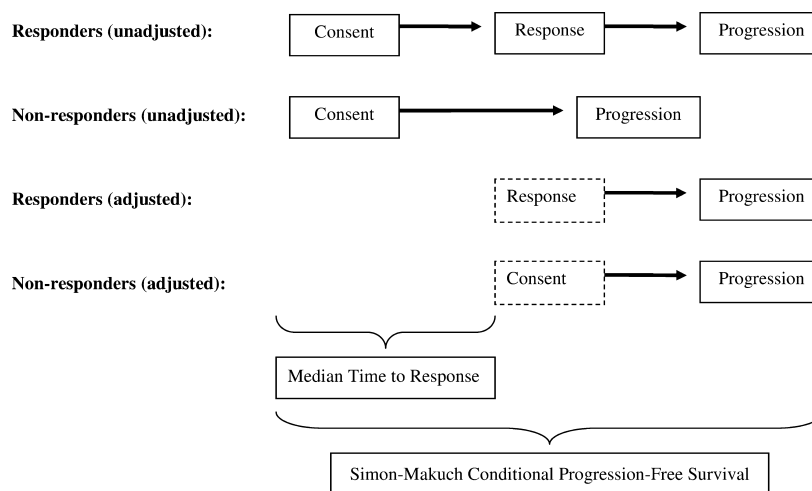 Responders (unadjusted): Consent Response Progression
Non-responders (unadjusted): Consent Progression
Responders (adjusted): Response Progression
Non-responders (adjusted): Consent Progression
Median Time to Response
Simon-Makuch Conditional Progression-Free Survival